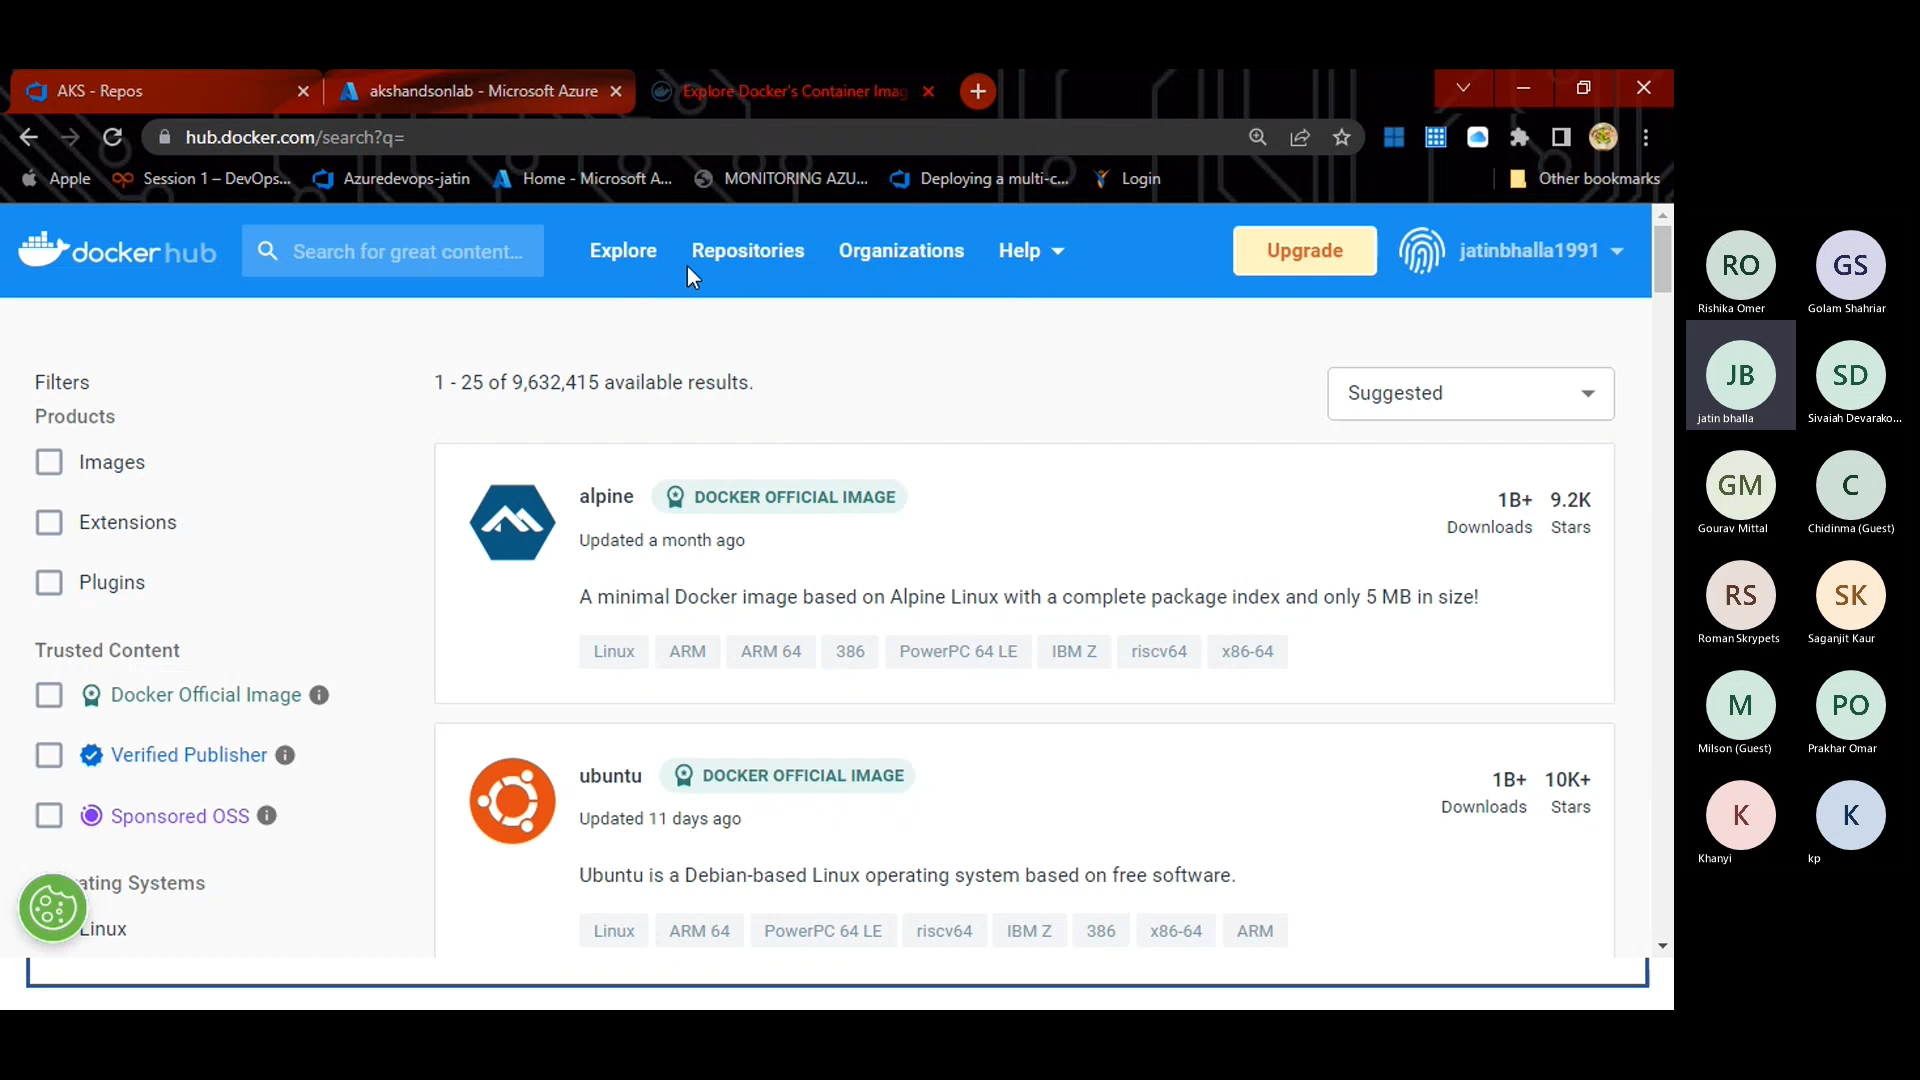 AKS - Repos
akshandsonlab - Microsoft Azure
Explore Docker's Container Imag
hub.docker.com/search?q=
Apple
Session 1 – DevOps...
Azuredevops-jatin
Home - Microsoft A...
MONITORING AZU...
Deploying a multi-c...
Login
Other bookmarks
docker hub
Search for great content...
Explore
Repositories
Organizations
Help
Upgrade
jatinbhalla1991
Filters
Products
Images
Extensions
Plugins
Trusted Content
Docker Official Image
Verified Publisher
Sponsored OSS
ating Systems
Linux
1 - 25 of 9,632,415 available results.
Suggested
alpine
DOCKER OFFICIAL IMAGE
Updated a month ago
1B+ 9.2K
Downloads Stars
A minimal Docker image based on Alpine Linux with a complete package index and only 5 MB in size!
Linux ARM ARM 64 386 PowerPC 64 LE IBM Z riscv64 x86-64
ubuntu
DOCKER OFFICIAL IMAGE
Updated 11 days ago
1B+ 10K+
Downloads Stars
Ubuntu is a Debian-based Linux operating system based on free software.
Linux ARM 64 PowerPC 64 LE riscv64 IBM Z 386 x86-64 ARM
RO
Rishika Omer
GS
Golam Shahriar
JB
jatin bhalla
SD
Sivaiah Devarako...
GM
Gourav Mittal
C
Chidinma (Guest)
RS
Roman Skrypets
SK
Saganjit Kaur
M
Milson (Guest)
PO
Prakhar Omar
K
Khanyi
K
kp